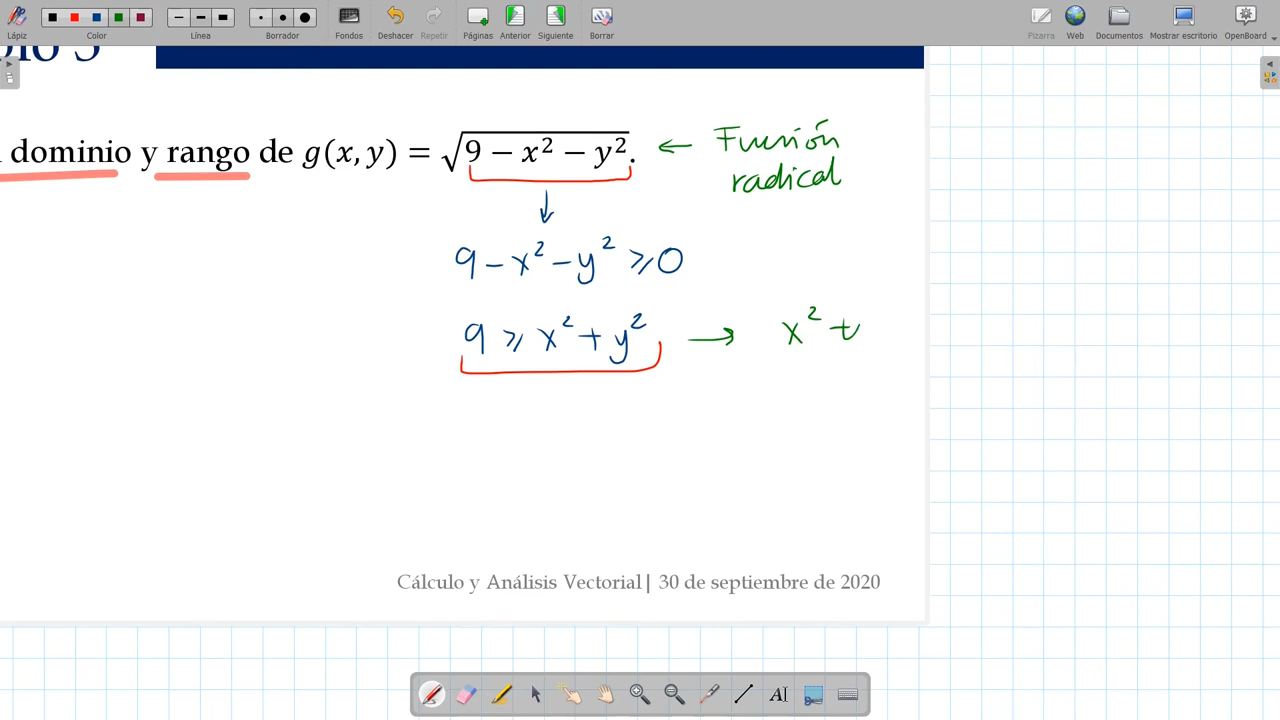 Lápiz Color Línea Borrador Fondos Deshacer Repetir Páginas Anterior Siguiente Borrar Pizarra Web Documentos Mostrar escritorio OpenBoard
dominio y rango de g(x, y) = √(9 − x² − y²). ← Función
radical
↓
9 − x² − y² ≥ 0
9 ≥ x² + y² → x² +
Cálculo y Análisis Vectorial| 30 de septiembre de 2020
AI